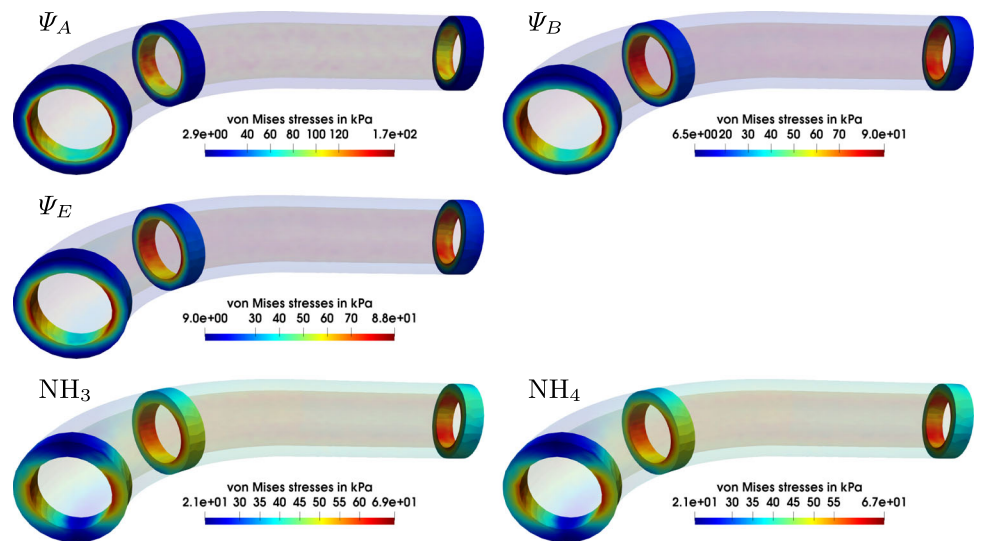 Ψ_A
von Mises stresses in kPa
2.9e+00 40 60 80 100 120 1.7e+02
Ψ_B
von Mises stresses in kPa
6.5e+00 20 30 40 50 60 70 9.0e+01
Ψ_E
von Mises stresses in kPa
9.0e+00 30 40 50 60 70 8.8e+01
NH₃
von Mises stresses in kPa
2.1e+01 30 35 40 45 50 55 60 6.9e+01
NH₄
von Mises stresses in kPa
2.1e+01 30 35 40 45 50 55 6.7e+01